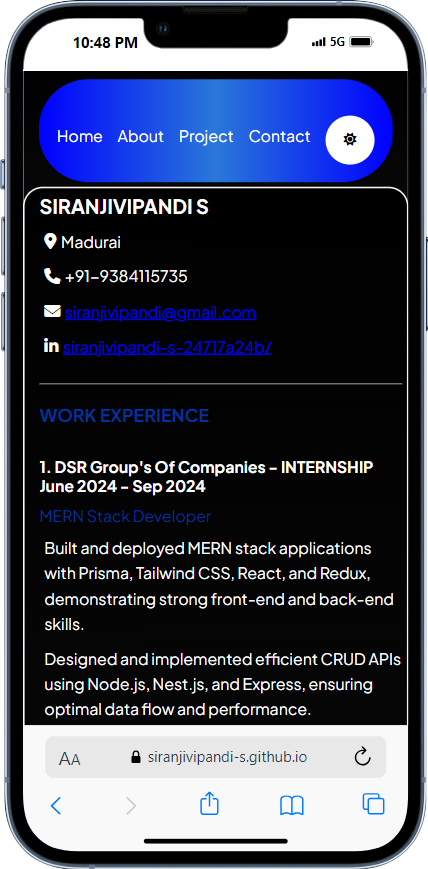 10:48 PM 5G
Home About Project Contact
SIRANJIVIPANDI S
Madurai
+91-9384115735
siranjivipandi@gmail.com
in siranjivipandi-s-24717a24b/
WORK EXPERIENCE
1. DSR Group's Of Companies - INTERNSHIP
June 2024 - Sep 2024
MERN Stack Developer
Built and deployed MERN stack applications
with Prisma, Tailwind CSS, React, and Redux,
demonstrating strong front-end and back-end
skills.
Designed and implemented efficient CRUD APIs
using Node.js, Nest.js, and Express, ensuring
optimal data flow and performance.
AA siranjivipandi-s.github.io